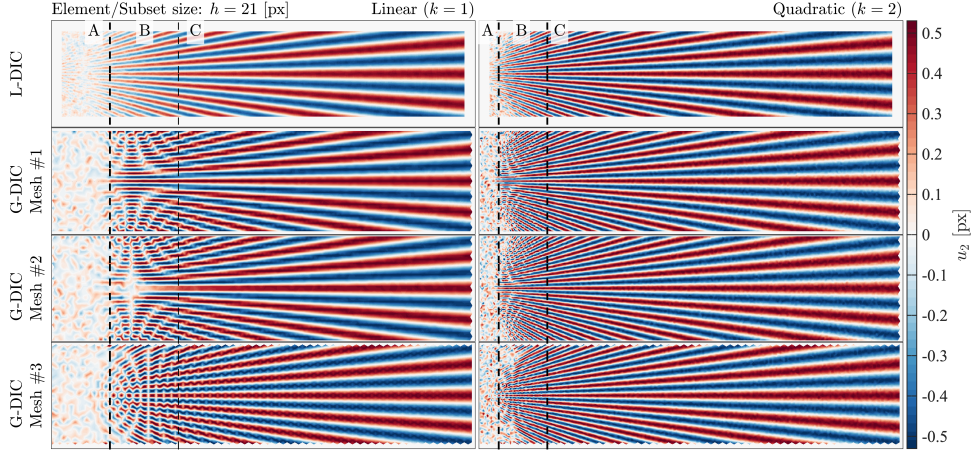 Element/Subset size: h = 21 [px] Linear (k = 1) Quadratic (k = 2)
A B C A B C
L-DIC
G-DIC
Mesh #1
G-DIC
Mesh #2
G-DIC
Mesh #3
0.5
0.4
0.3
0.2
0.1
0
-0.1
-0.2
-0.3
-0.4
-0.5
u₂ [px]